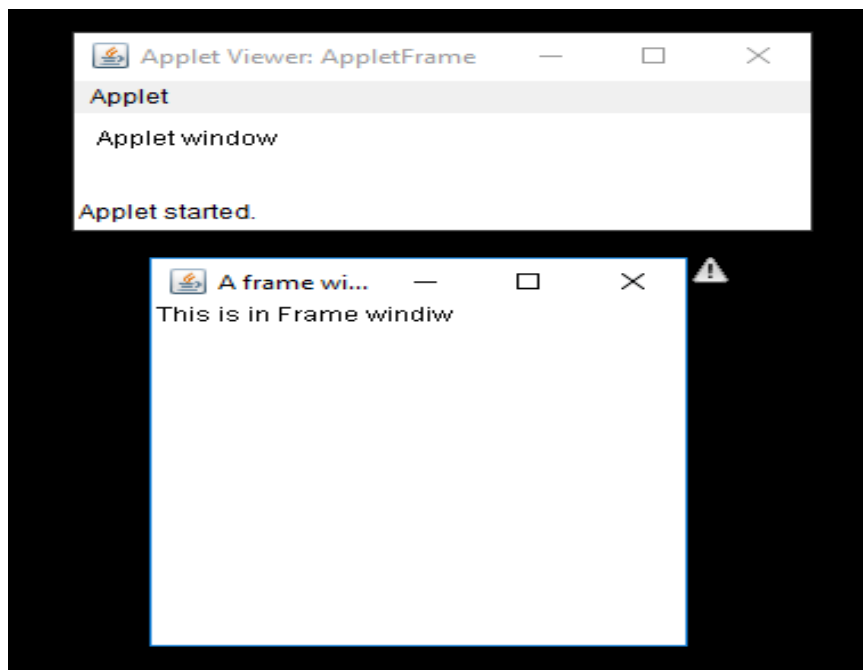 Applet Viewer: AppletFrame
Applet
Applet window
Applet started.
A frame wi...
This is in Frame windiw